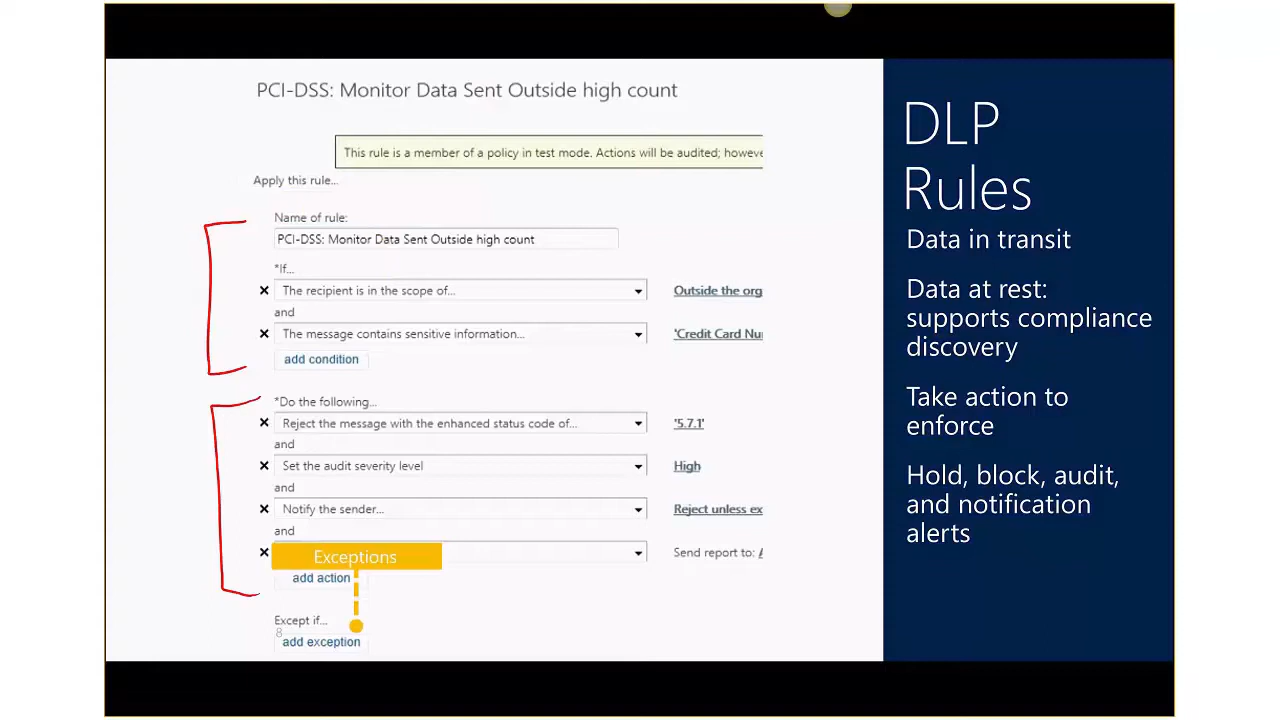 PCI-DSS: Monitor Data Sent Outside high count
This rule is a member of a policy in test mode. Actions will be audited; howeve
Apply this rule...
Name of rule:
PCI-DSS: Monitor Data Sent Outside high count
*If...
The recipient is in the scope of... Outside the org
and
The message contains sensitive information... 'Credit Card Nu
add condition
*Do the following...
Reject the message with the enhanced status code of... '5.7.1'
and
Set the audit severity level High
and
Notify the sender... Reject unless ex
and
Exceptions Send report to:
add action
Except if...
8
add exception
DLP
Rules
Data in transit
Data at rest:
supports compliance
discovery
Take action to
enforce
Hold, block, audit,
and notification
alerts